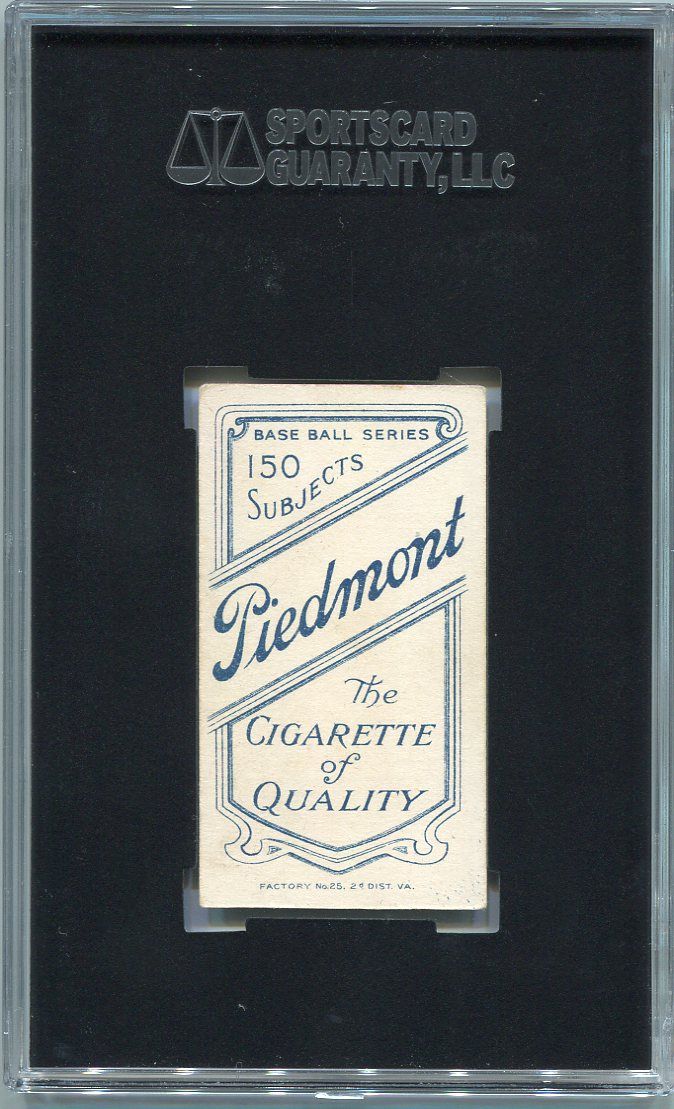 SPORTSCARD
GUARANTY, LLC
BASE BALL SERIES
150
SUBJECTS
Piedmont
The
CIGARETTE
of
QUALITY
FACTORY No. 25, 2d DIST. VA.